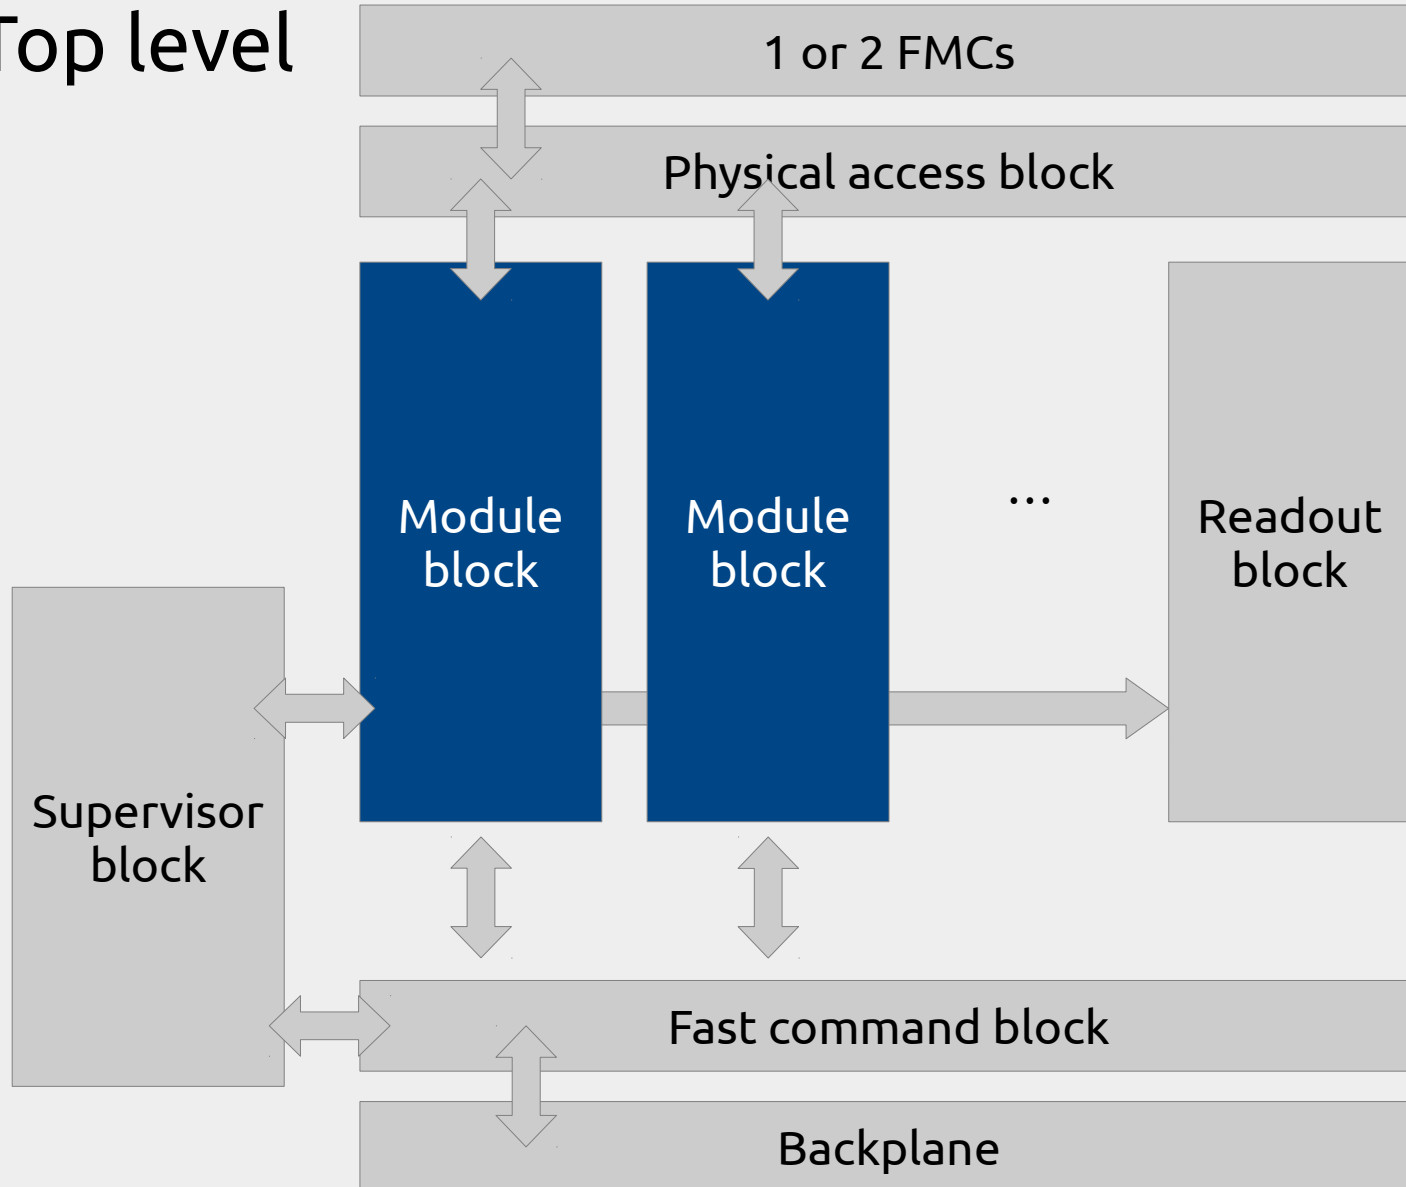 Top level
1 or 2 FMCs
Physical access block
Module
block
Module
block
...
Readout
block
Supervisor
block
Fast command block
Backplane